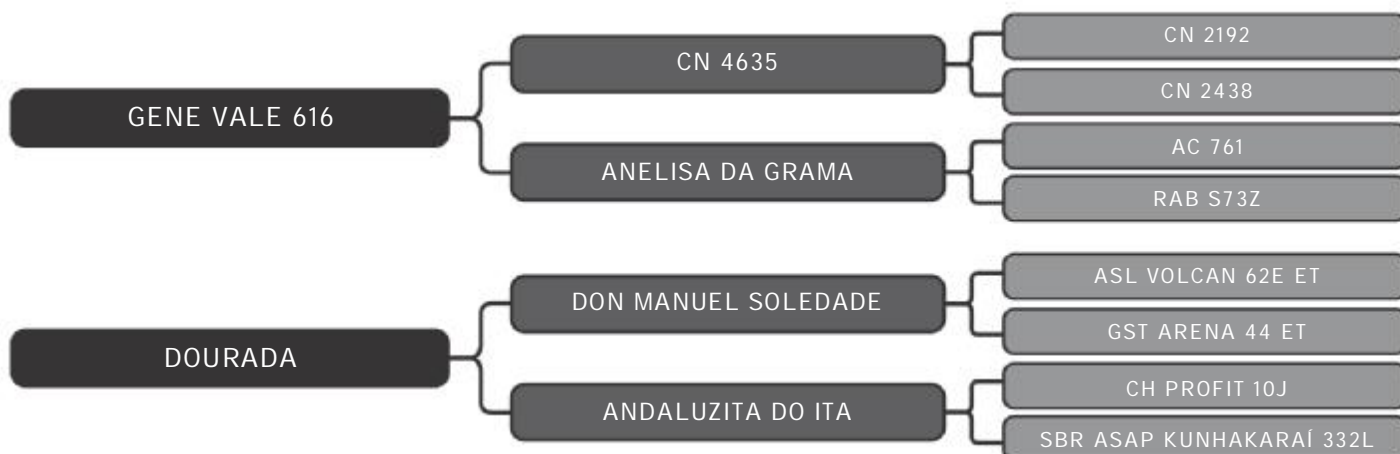 GENE VALE 616
CN 4635
CN 2192
CN 2438
ANELISA DA GRAMA
AC 761
RAB S73Z
DOURADA
DON MANUEL SOLEDADE
ASL VOLCAN 62E ET
GST ARENA 44 ET
ANDALUZITA DO ITA
CH PROFIT 10J
SBR ASAP KUNHAKARAÍ 332L